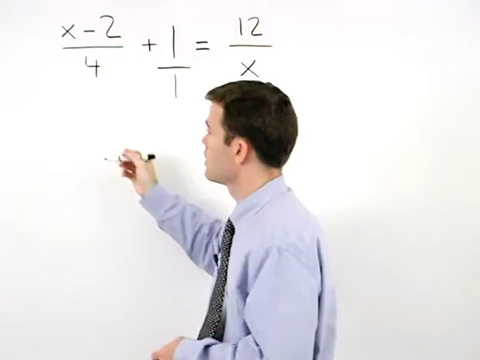 x - 2 / 4 + 1 / 1 = 12 / x